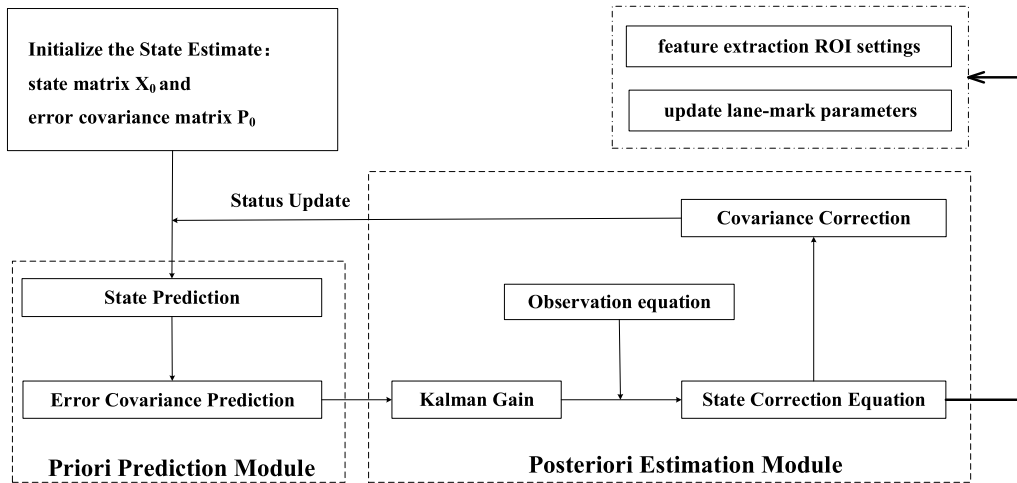 Initialize the State Estimate：
state matrix X₀ and
error covariance matrix P₀
feature extraction ROI settings
update lane-mark parameters
Status Update
Covariance Correction
State Prediction
Observation equation
Error Covariance Prediction
Kalman Gain
State Correction Equation
Priori Prediction Module
Posteriori Estimation Module